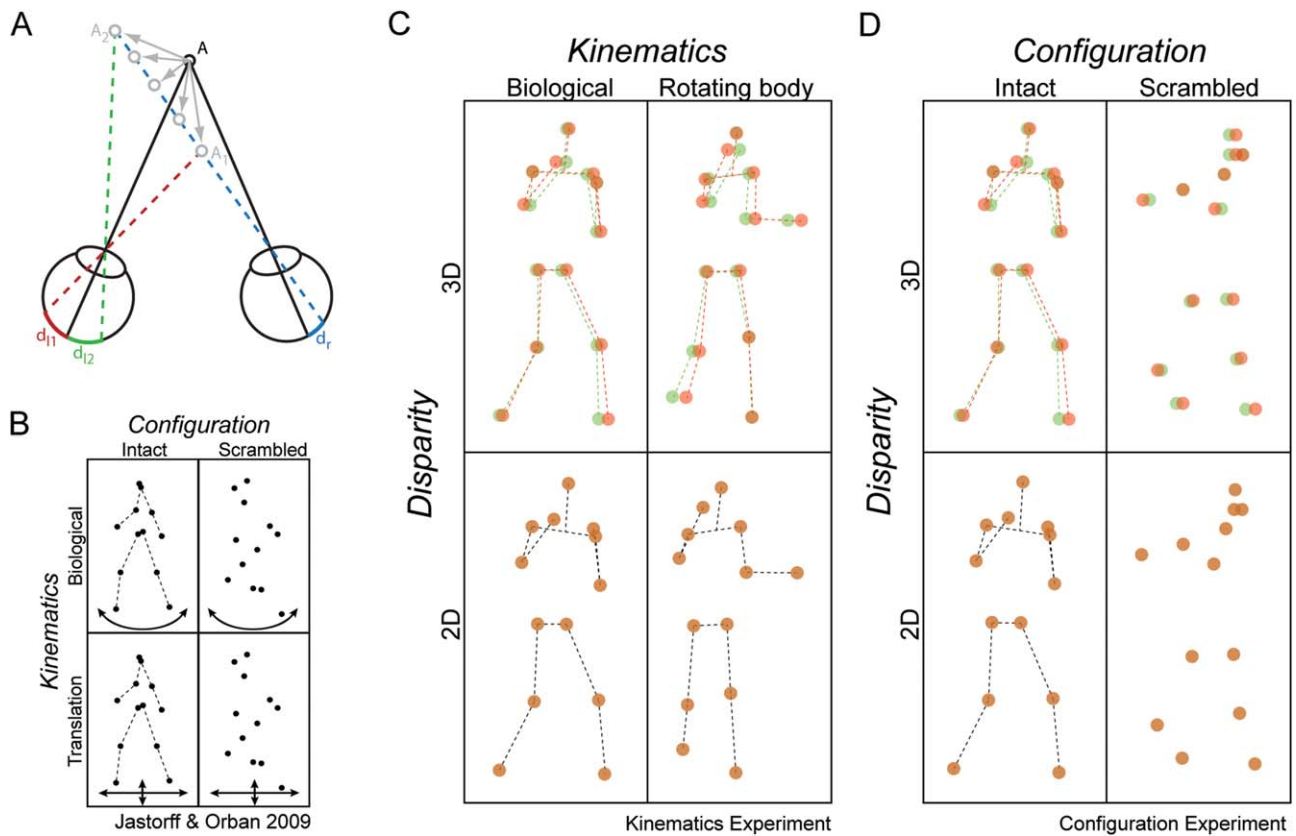 A
A2
A
A1
dl1
dl2
dr
B
Configuration
Intact
Scrambled
Kinematics
Biological
Translation
Jastorff & Orban 2009
C
Kinematics
Biological
Rotating body
Disparity
3D
2D
Kinematics Experiment
D
Configuration
Intact
Scrambled
Disparity
3D
2D
Configuration Experiment